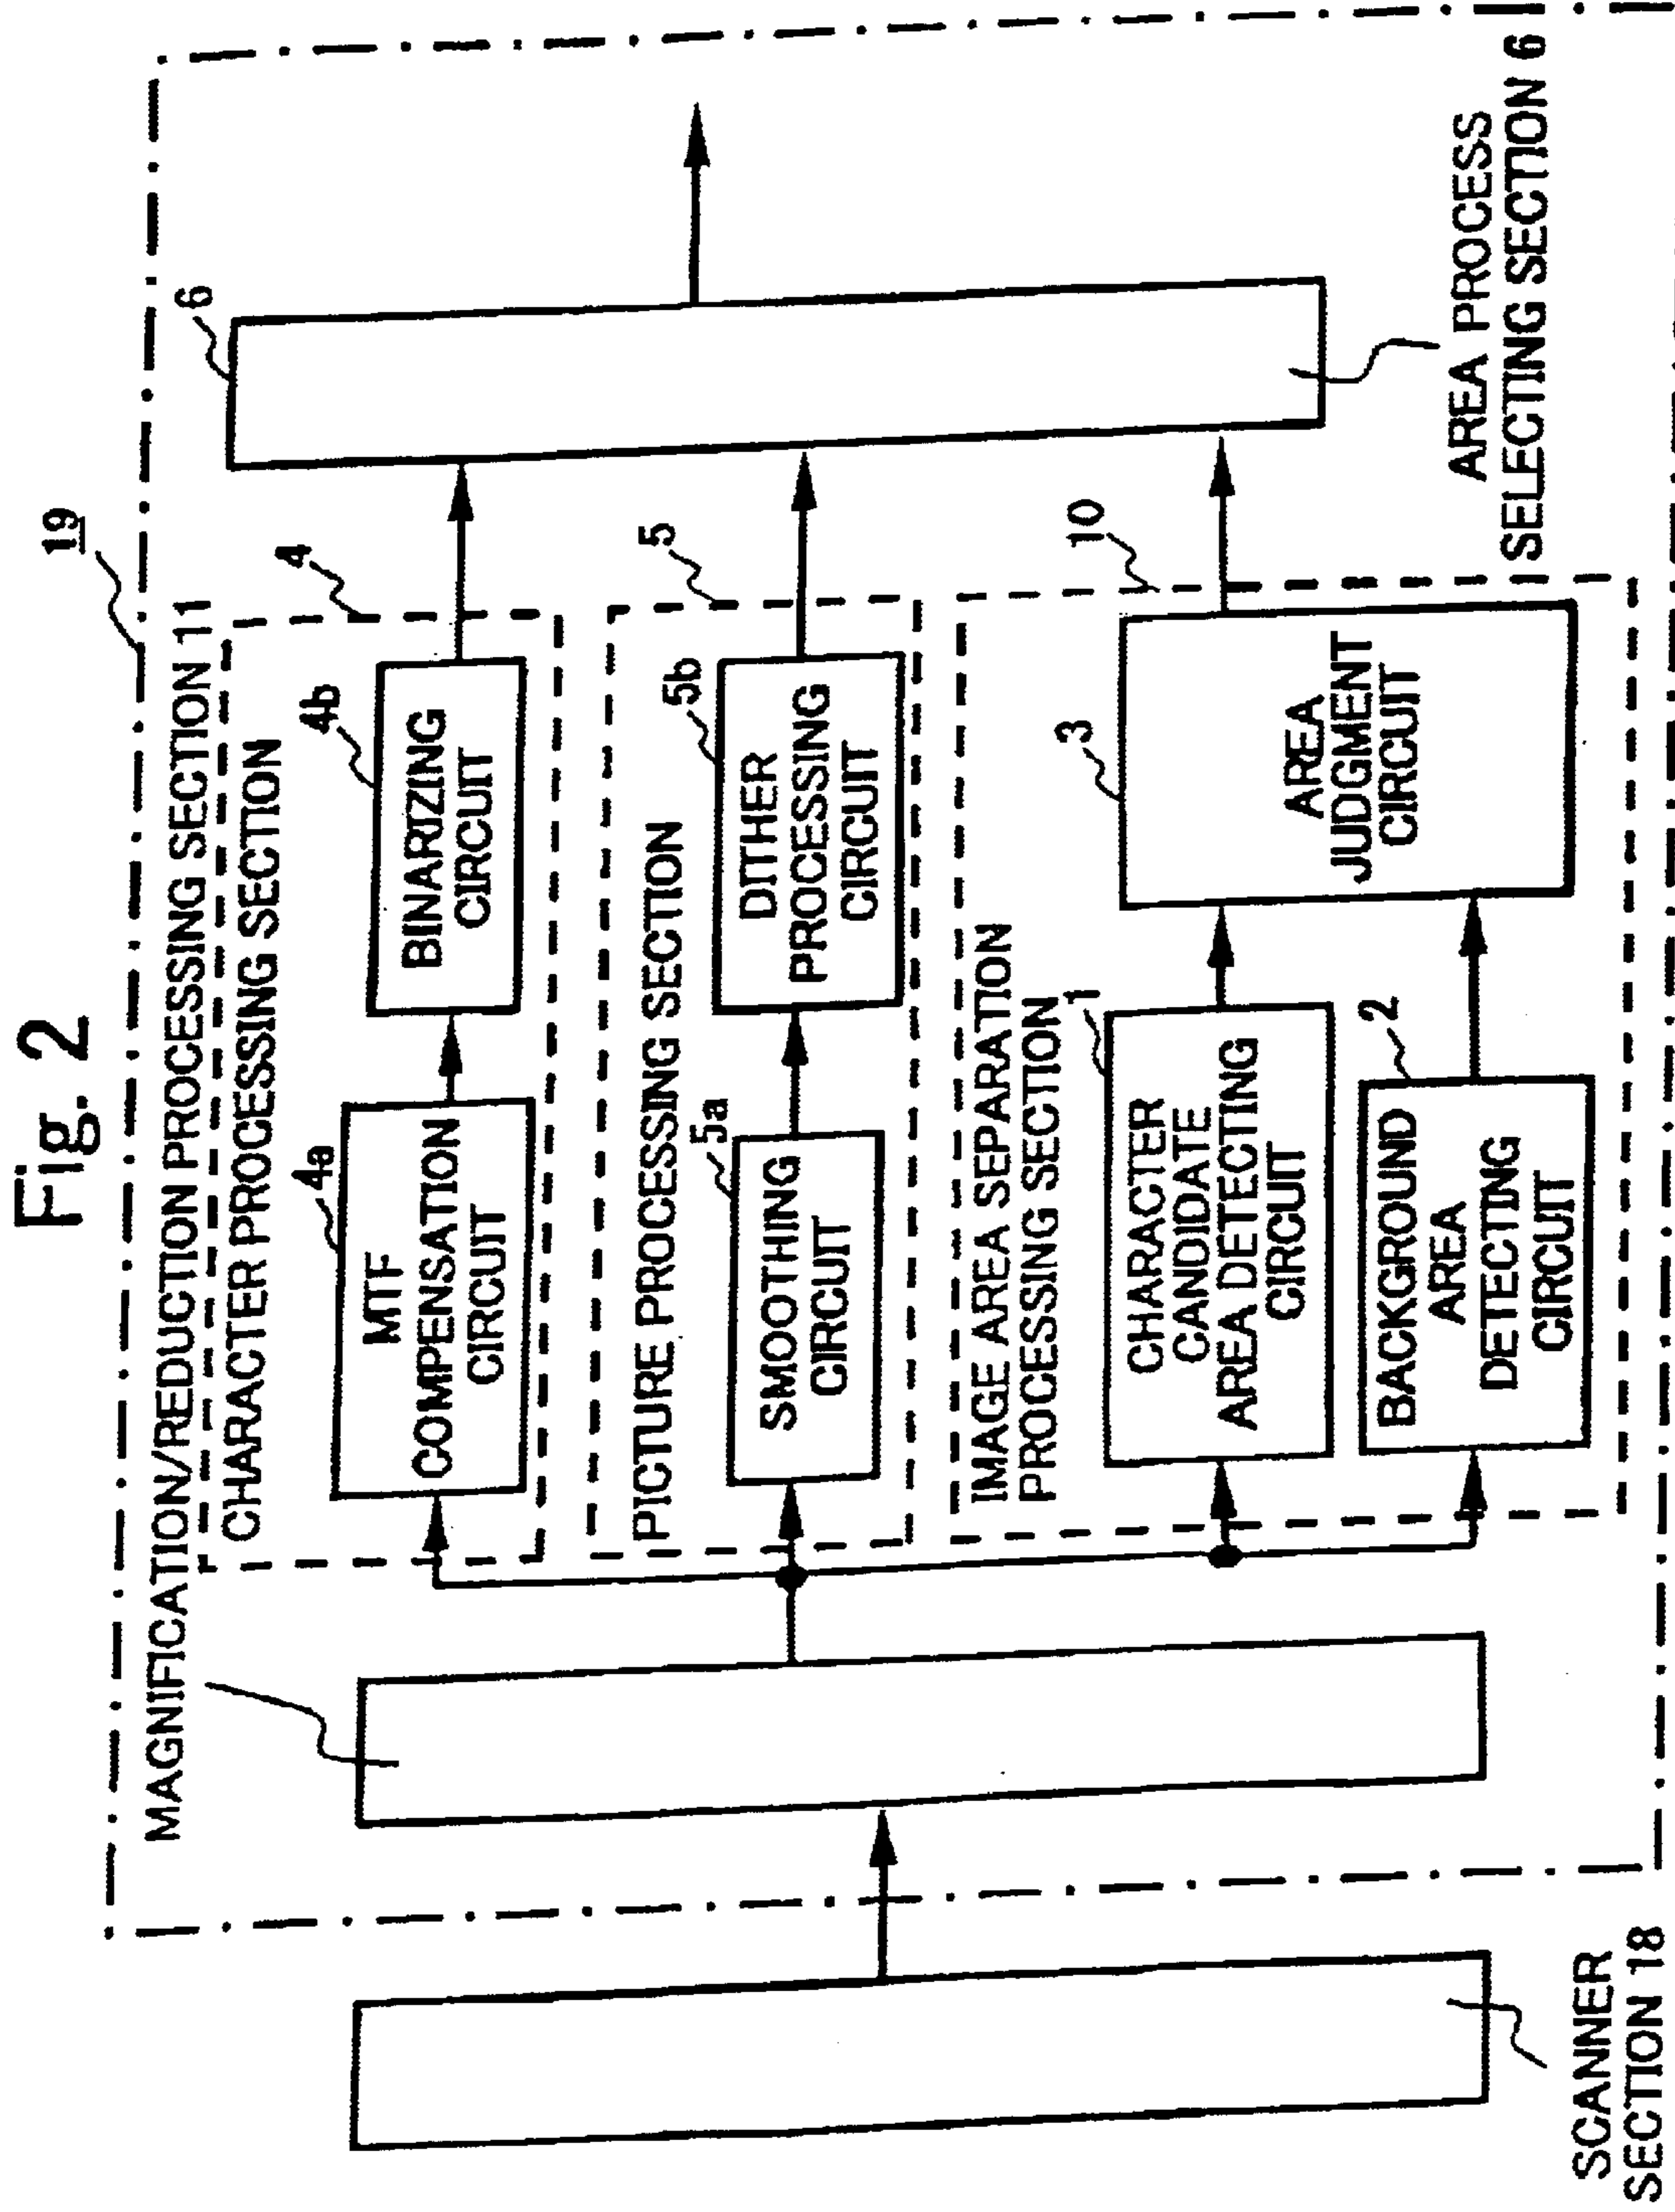 Fig. 2
19
MAGNIFICATION/REDUCTION PROCESSING SECTION 11
CHARACTER PROCESSING SECTION
4
4a
MTF
COMPENSATION
CIRCUIT
4b
BINARIZING
CIRCUIT
6
PICTURE PROCESSING SECTION
5
5a
SMOOTHING
CIRCUIT
5b
DITHER
PROCESSING
CIRCUIT
IMAGE AREA SEPARATION
PROCESSING SECTION
10
1
CHARACTER
CANDIDATE
AREA DETECTING
CIRCUIT
2
BACKGROUND
AREA
DETECTING
CIRCUIT
3
AREA
JUDGMENT
CIRCUIT
AREA PROCESS
SELECTING SECTION 6
SCANNER
SECTION 18